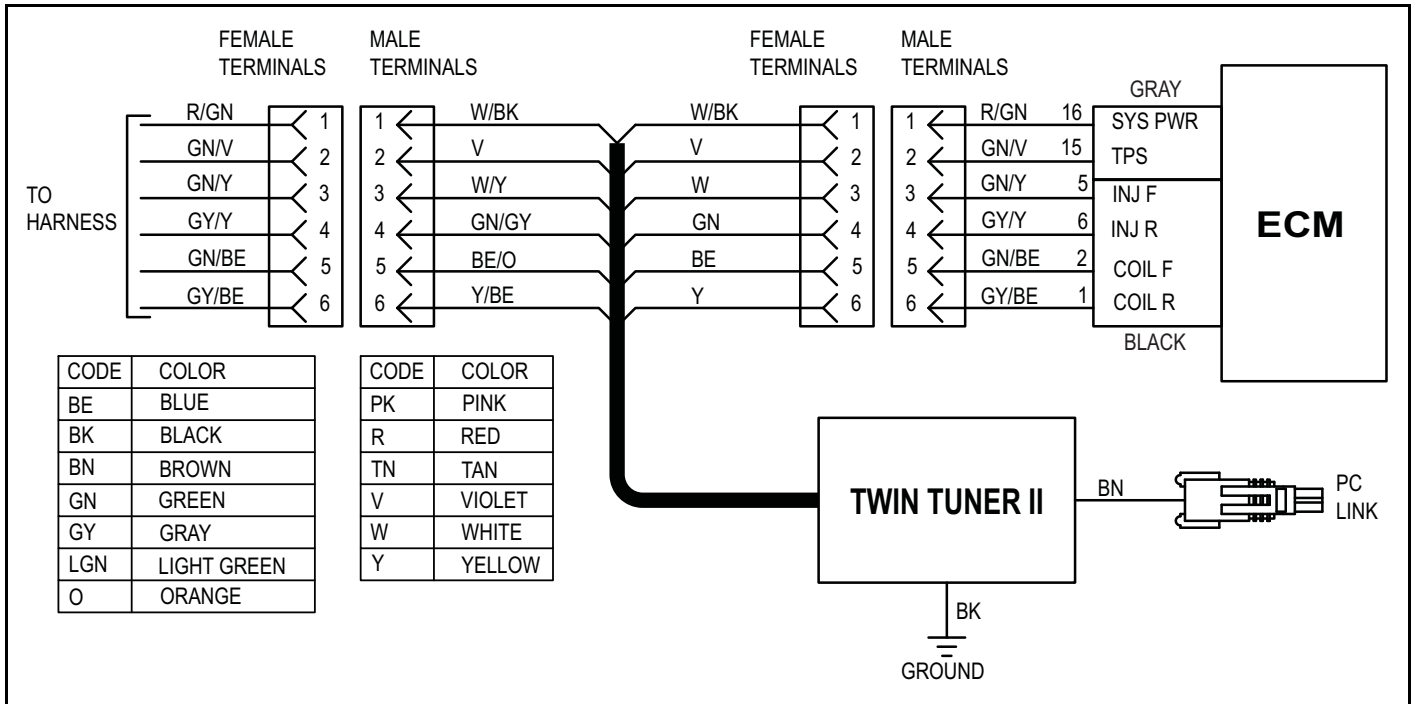 FEMALE TERMINALS
MALE TERMINALS
FEMALE TERMINALS
MALE TERMINALS
GRAY
R/GN 1 1 W/BK W/BK 1 1 R/GN 16 SYS PWR
GN/V 2 2 V V 2 2 GN/V 15 TPS
GN/Y 3 3 W/Y W 3 3 GN/Y 5 INJ F
GY/Y 4 4 GN/GY GN 4 4 GY/Y 6 INJ R
GN/BE 5 5 BE/O BE 5 5 GN/BE 2 COIL F
GY/BE 6 6 Y/BE Y 6 6 GY/BE 1 COIL R
TO
HARNESS
ECM
BLACK
CODE COLOR
BE BLUE
BK BLACK
BN BROWN
GN GREEN
GY GRAY
LGN LIGHT GREEN
O ORANGE
CODE COLOR
PK PINK
R RED
TN TAN
V VIOLET
W WHITE
Y YELLOW
TWIN TUNER II
BN
PC
LINK
BK
GROUND